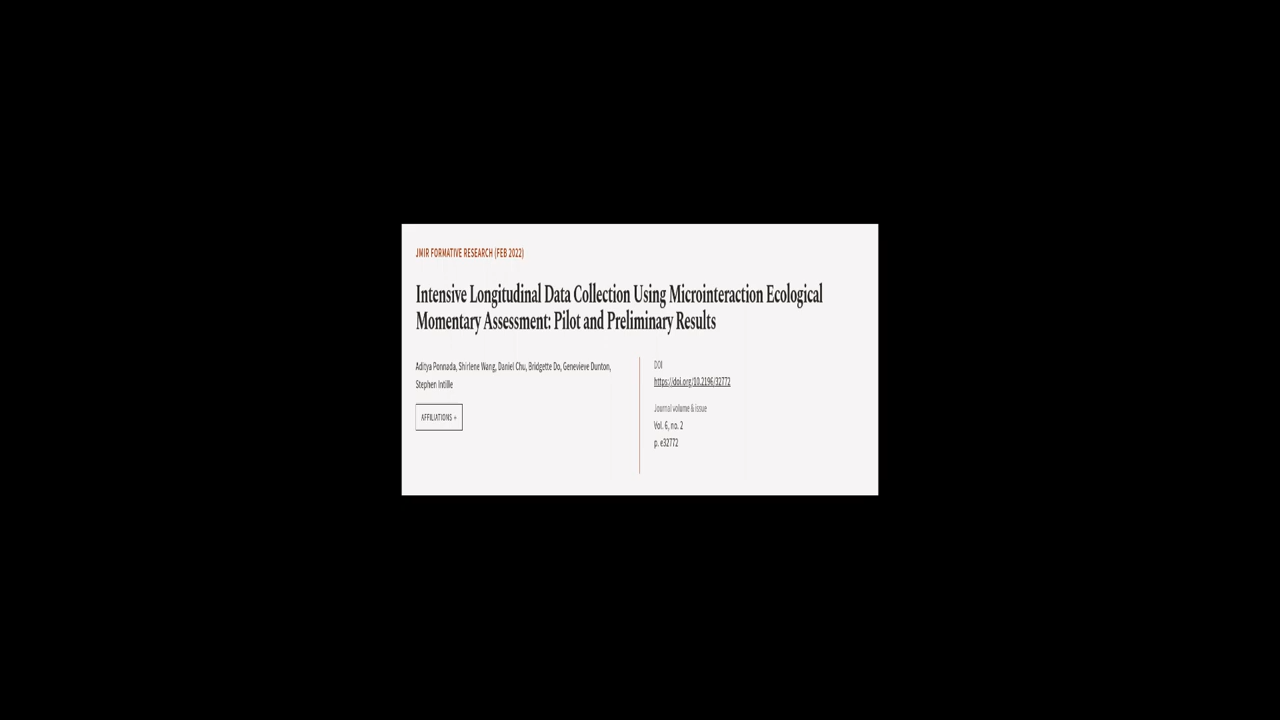 JMIR FORMATIVE RESEARCH (FEB 2022)
Intensive Longitudinal Data Collection Using Microinteraction Ecological
Momentary Assessment: Pilot and Preliminary Results
Aditya Ponnada, Shirlene Wang, Daniel Chu, Bridgette Do, Genevieve Dunton,
Stephen Intille
AFFILIATIONS +
DOI
https://doi.org/10.2196/32772
Journal volume & issue
Vol. 6, no. 2
p. e32772